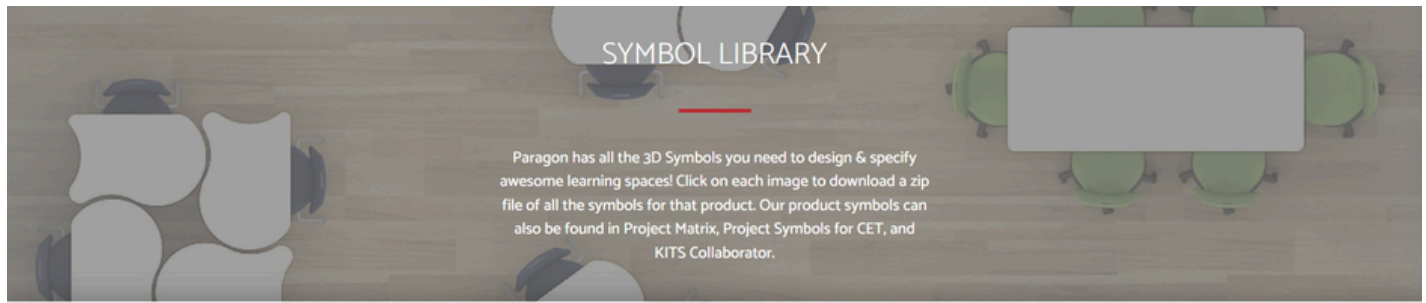 SYMBOL LIBRARY
Paragon has all the 3D Symbols you need to design & specify
awesome learning spaces! Click on each image to download a zip
file of all the symbols for that product. Our product symbols can
also be found in Project Matrix, Project Symbols for CET, and
KITS Collaborator.